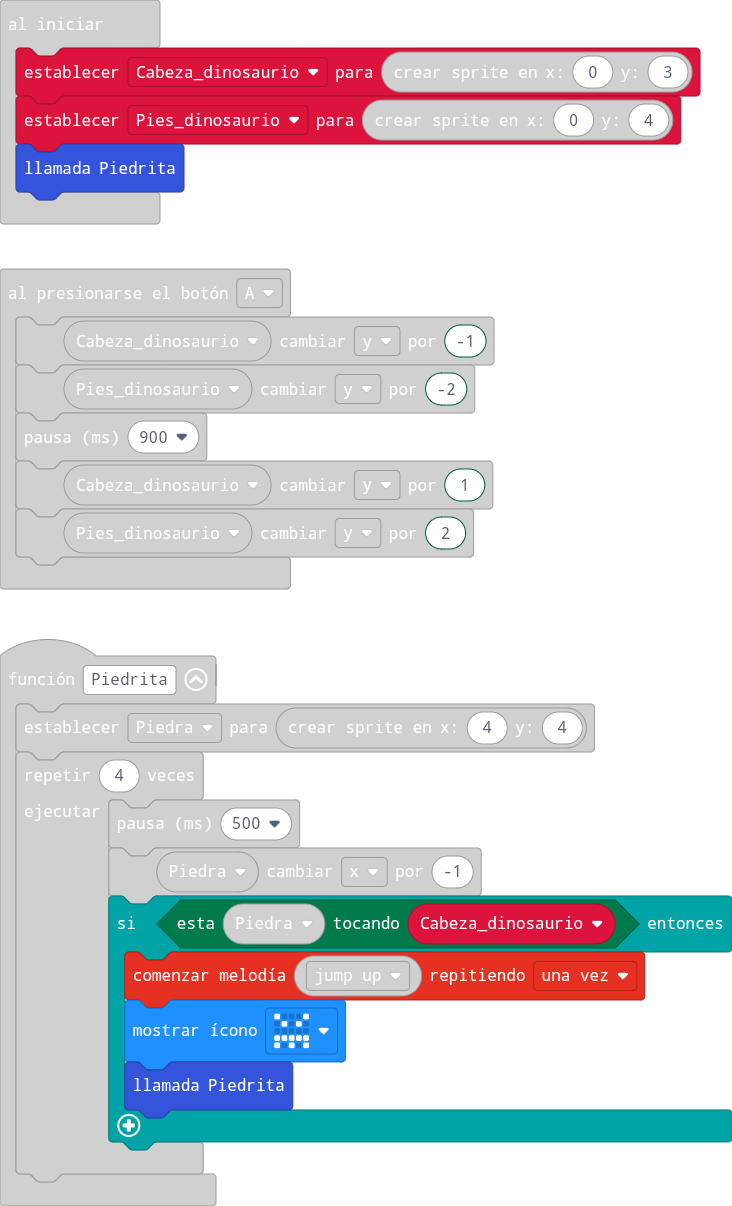 al iniciar
establecer Cabeza_dinosaurio para crear sprite en x: 0 y: 3
establecer Pies_dinosaurio para crear sprite en x: 0 y: 4
llamada Piedrita
al presionarse el botón A
Cabeza_dinosaurio cambiar y por -1
Pies_dinosaurio cambiar y por -2
pausa (ms) 900
Cabeza_dinosaurio cambiar y por 1
Pies_dinosaurio cambiar y por 2
función Piedrita
establecer Piedra para crear sprite en x: 4 y: 4
repetir 4 veces
ejecutar
pausa (ms) 500
Piedra cambiar x por -1
si esta Piedra tocando Cabeza_dinosaurio entonces
comenzar melodía jump up repitiendo una vez
mostrar ícono
llamada Piedrita